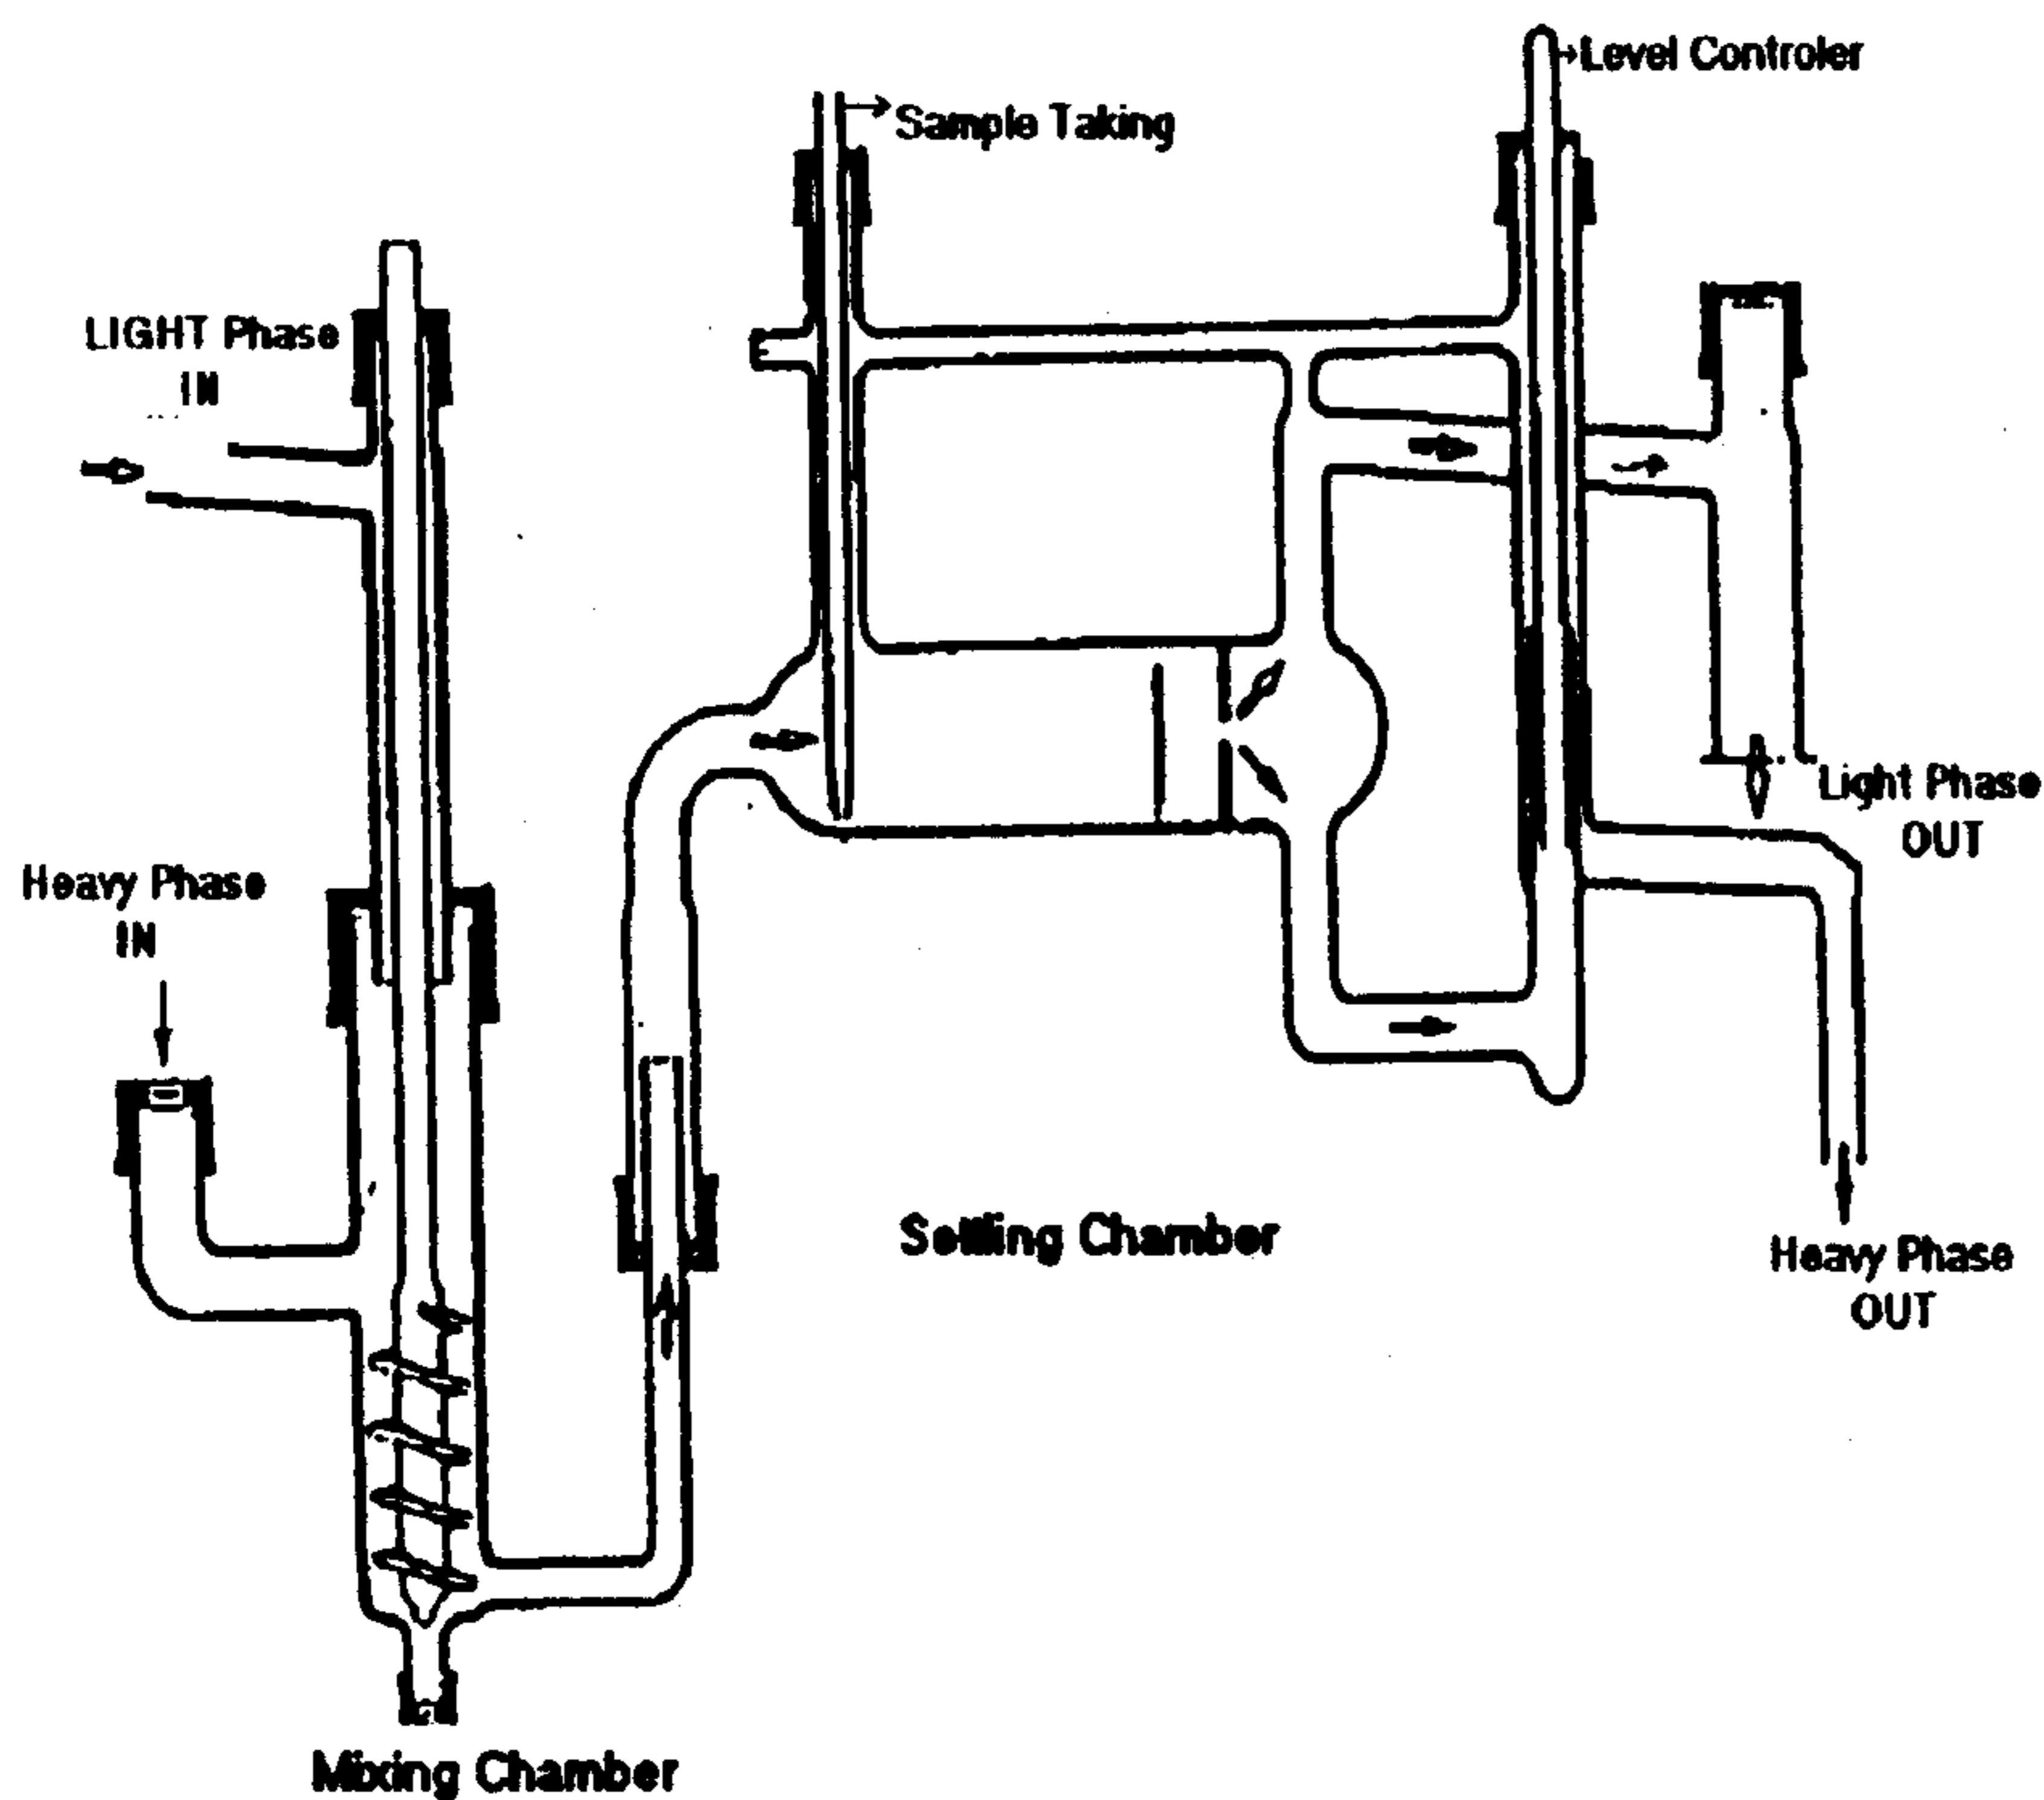 Level Controler
Sample Taking
LIGHT Phase
IN
Light Phase
OUT
Heavy Phase
IN
Settling Chamber
Heavy Phase
OUT
Mixing Chamber